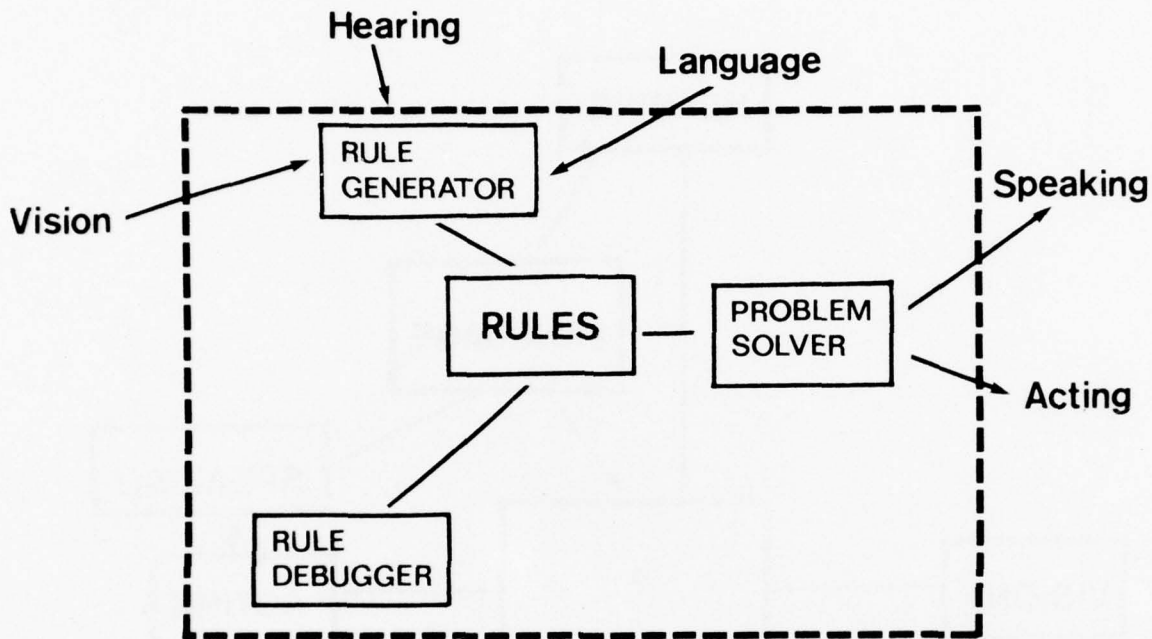 Hearing
Language
RULE
GENERATOR
Vision
Speaking
RULES
PROBLEM
SOLVER
Acting
RULE
DEBUGGER